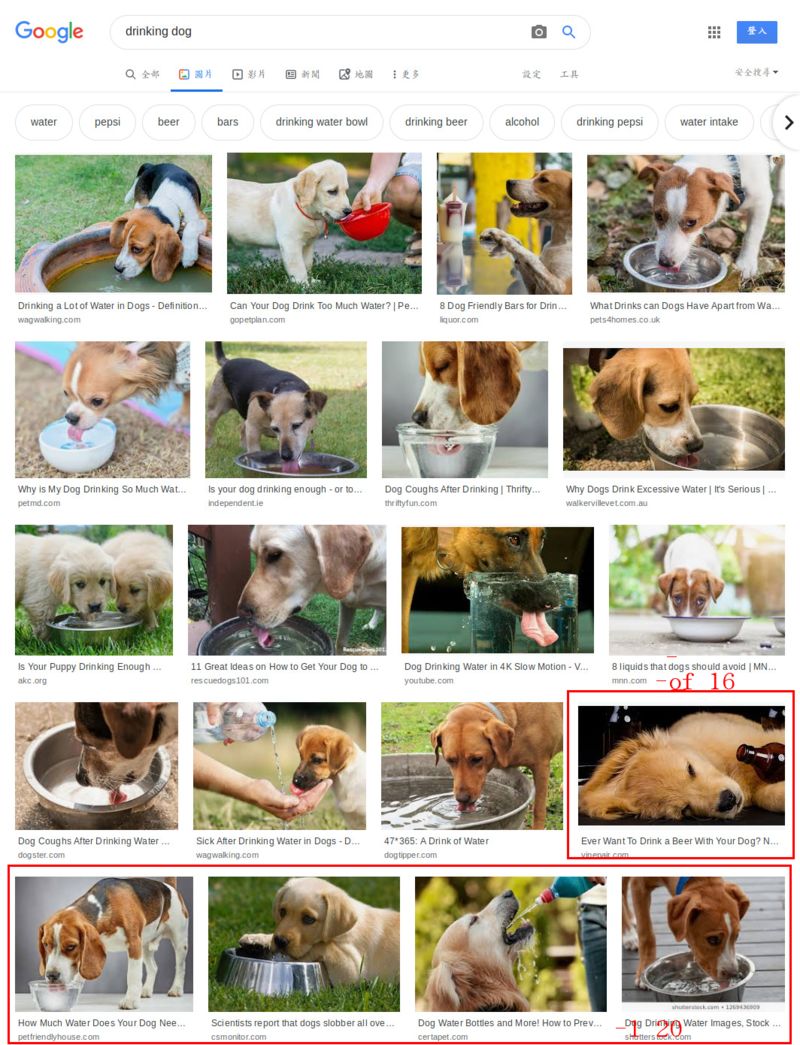 Google
drinking dog
登入
全部 圖片 影片 新聞 地圖 更多 設定 工具 安全搜尋
water pepsi beer bars drinking water bowl drinking beer alcohol drinking pepsi water intake
Drinking a Lot of Water in Dogs - Definition... Can Your Dog Drink Too Much Water? | Pe... 8 Dog Friendly Bars for Drin... What Drinks can Dogs Have Apart from Wa...
wagwalking.com gopetplan.com liquor.com pets4homes.co.uk
Why is My Dog Drinking So Much Wat... Is your dog drinking enough - or to... Dog Coughs After Drinking | Thrifty... Why Dogs Drink Excessive Water | It's Serious | ...
petmd.com independent.ie thriftyfun.com walkervillevet.com.au
RescueDogs101
Is Your Puppy Drinking Enough ... 11 Great Ideas on How to Get Your Dog to ... Dog Drinking Water in 4K Slow Motion - V... 8 liquids that dogs should avoid | MN...
akc.org rescuedogs101.com youtube.com mnn.com
-of 16
Dog Coughs After Drinking Water ... Sick After Drinking Water in Dogs - D... 47*365: A Drink of Water Ever Want To Drink a Beer With Your Dog? N...
dogster.com wagwalking.com dogtipper.com vinepair.com
shutterstock.com • 1269436909
How Much Water Does Your Dog Nee... Scientists report that dogs slobber all ove... Dog Water Bottles and More! How to Prev... Dog Drinking Water Images, Stock ...
petfriendlyhouse.com csmonitor.com certapet.com shutterstock.com
-1 20